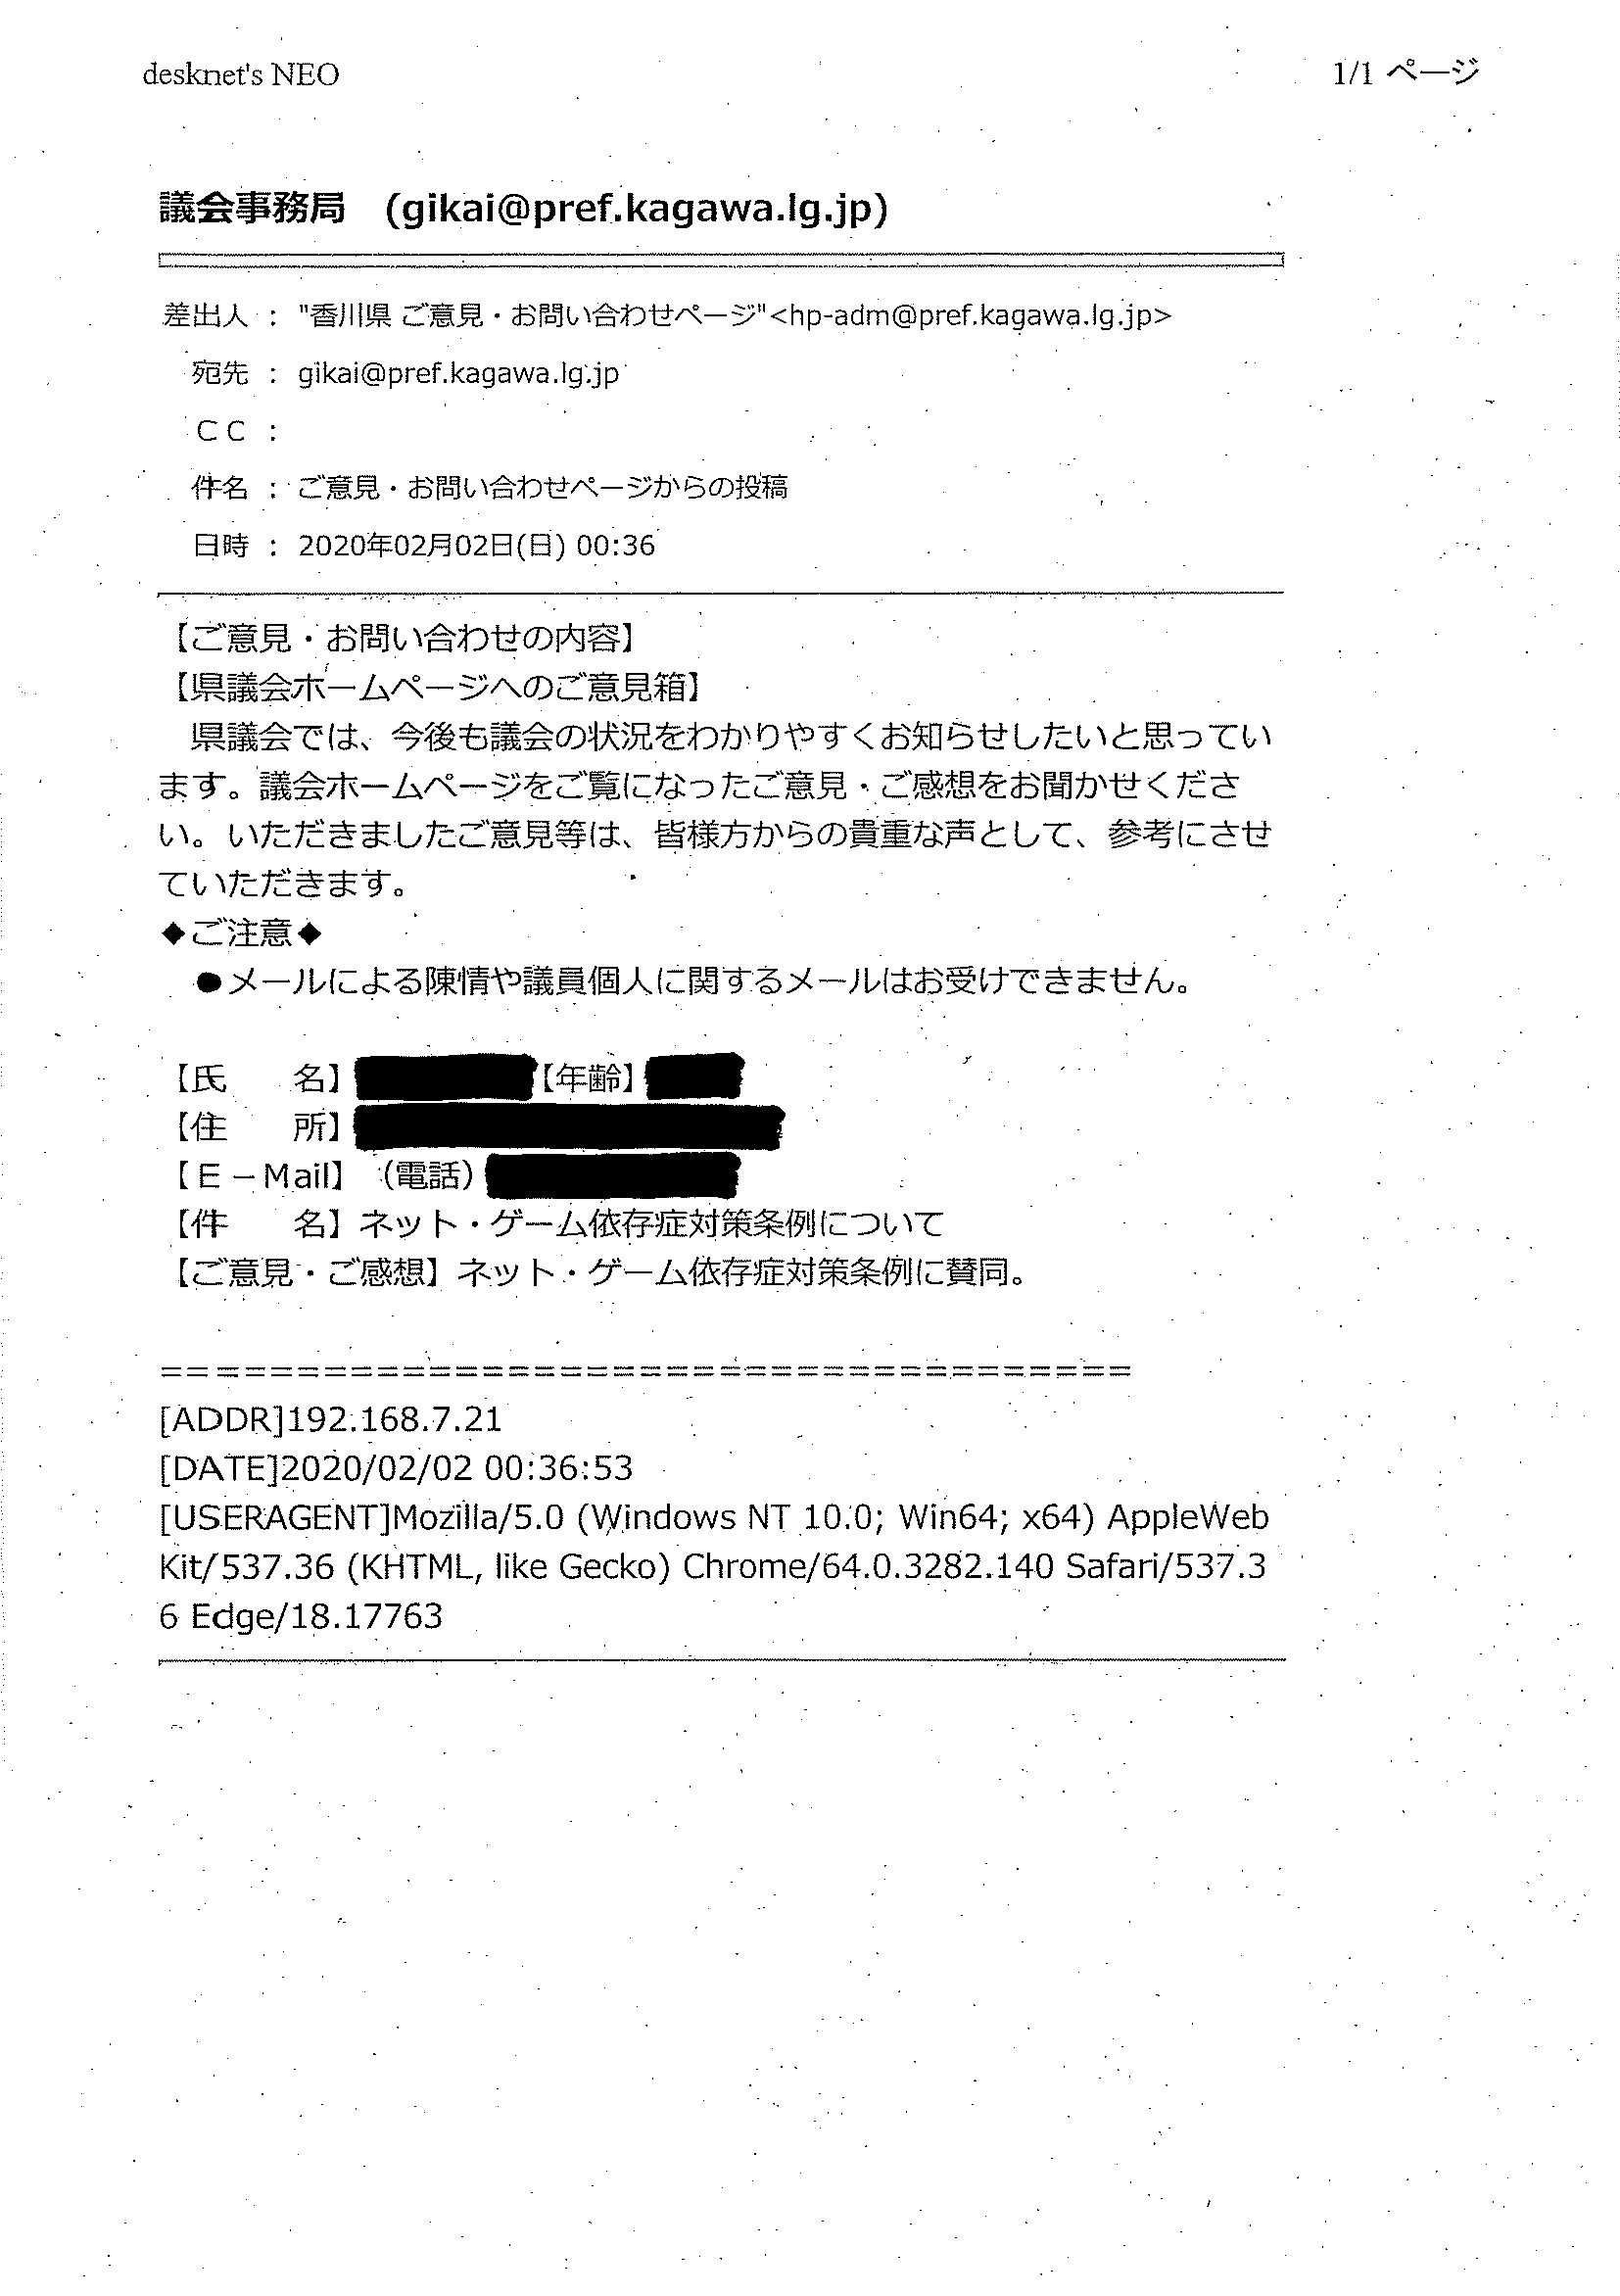 desknet's NEO
1/1 ページ
議会事務局 (gikai@pref.kagawa.lg.jp)
差出人 : "香川県 ご意見・お問い合わせページ"<hp-adm@pref.kagawa.lg.jp>
宛先 : gikai@pref.kagawa.lg.jp
ＣＣ :
件名 : ご意見・お問い合わせページからの投稿
日時 : 2020年02月02日(日) 00:36
【ご意見・お問い合わせの内容】
【県議会ホームページへのご意見箱】
　県議会では、今後も議会の状況をわかりやすくお知らせしたいと思ってい
ます。議会ホームページをご覧になったご意見・ご感想をお聞かせくださ
い。いただきましたご意見等は、皆様方からの貴重な声として、参考にさせ
ていただきます。
◆ご注意◆
　●メールによる陳情や議員個人に関するメールはお受けできません。
【氏　　名】【年齢】
【住　　所】
【Ｅ－Mail】（電話）
【件　　名】ネット・ゲーム依存症対策条例について
【ご意見・ご感想】ネット・ゲーム依存症対策条例に賛同。
=====================================
[ADDR]192.168.7.21
[DATE]2020/02/02 00:36:53
[USERAGENT]Mozilla/5.0 (Windows NT 10.0; Win64; x64) AppleWeb
Kit/537.36 (KHTML, like Gecko) Chrome/64.0.3282.140 Safari/537.3
6 Edge/18.17763